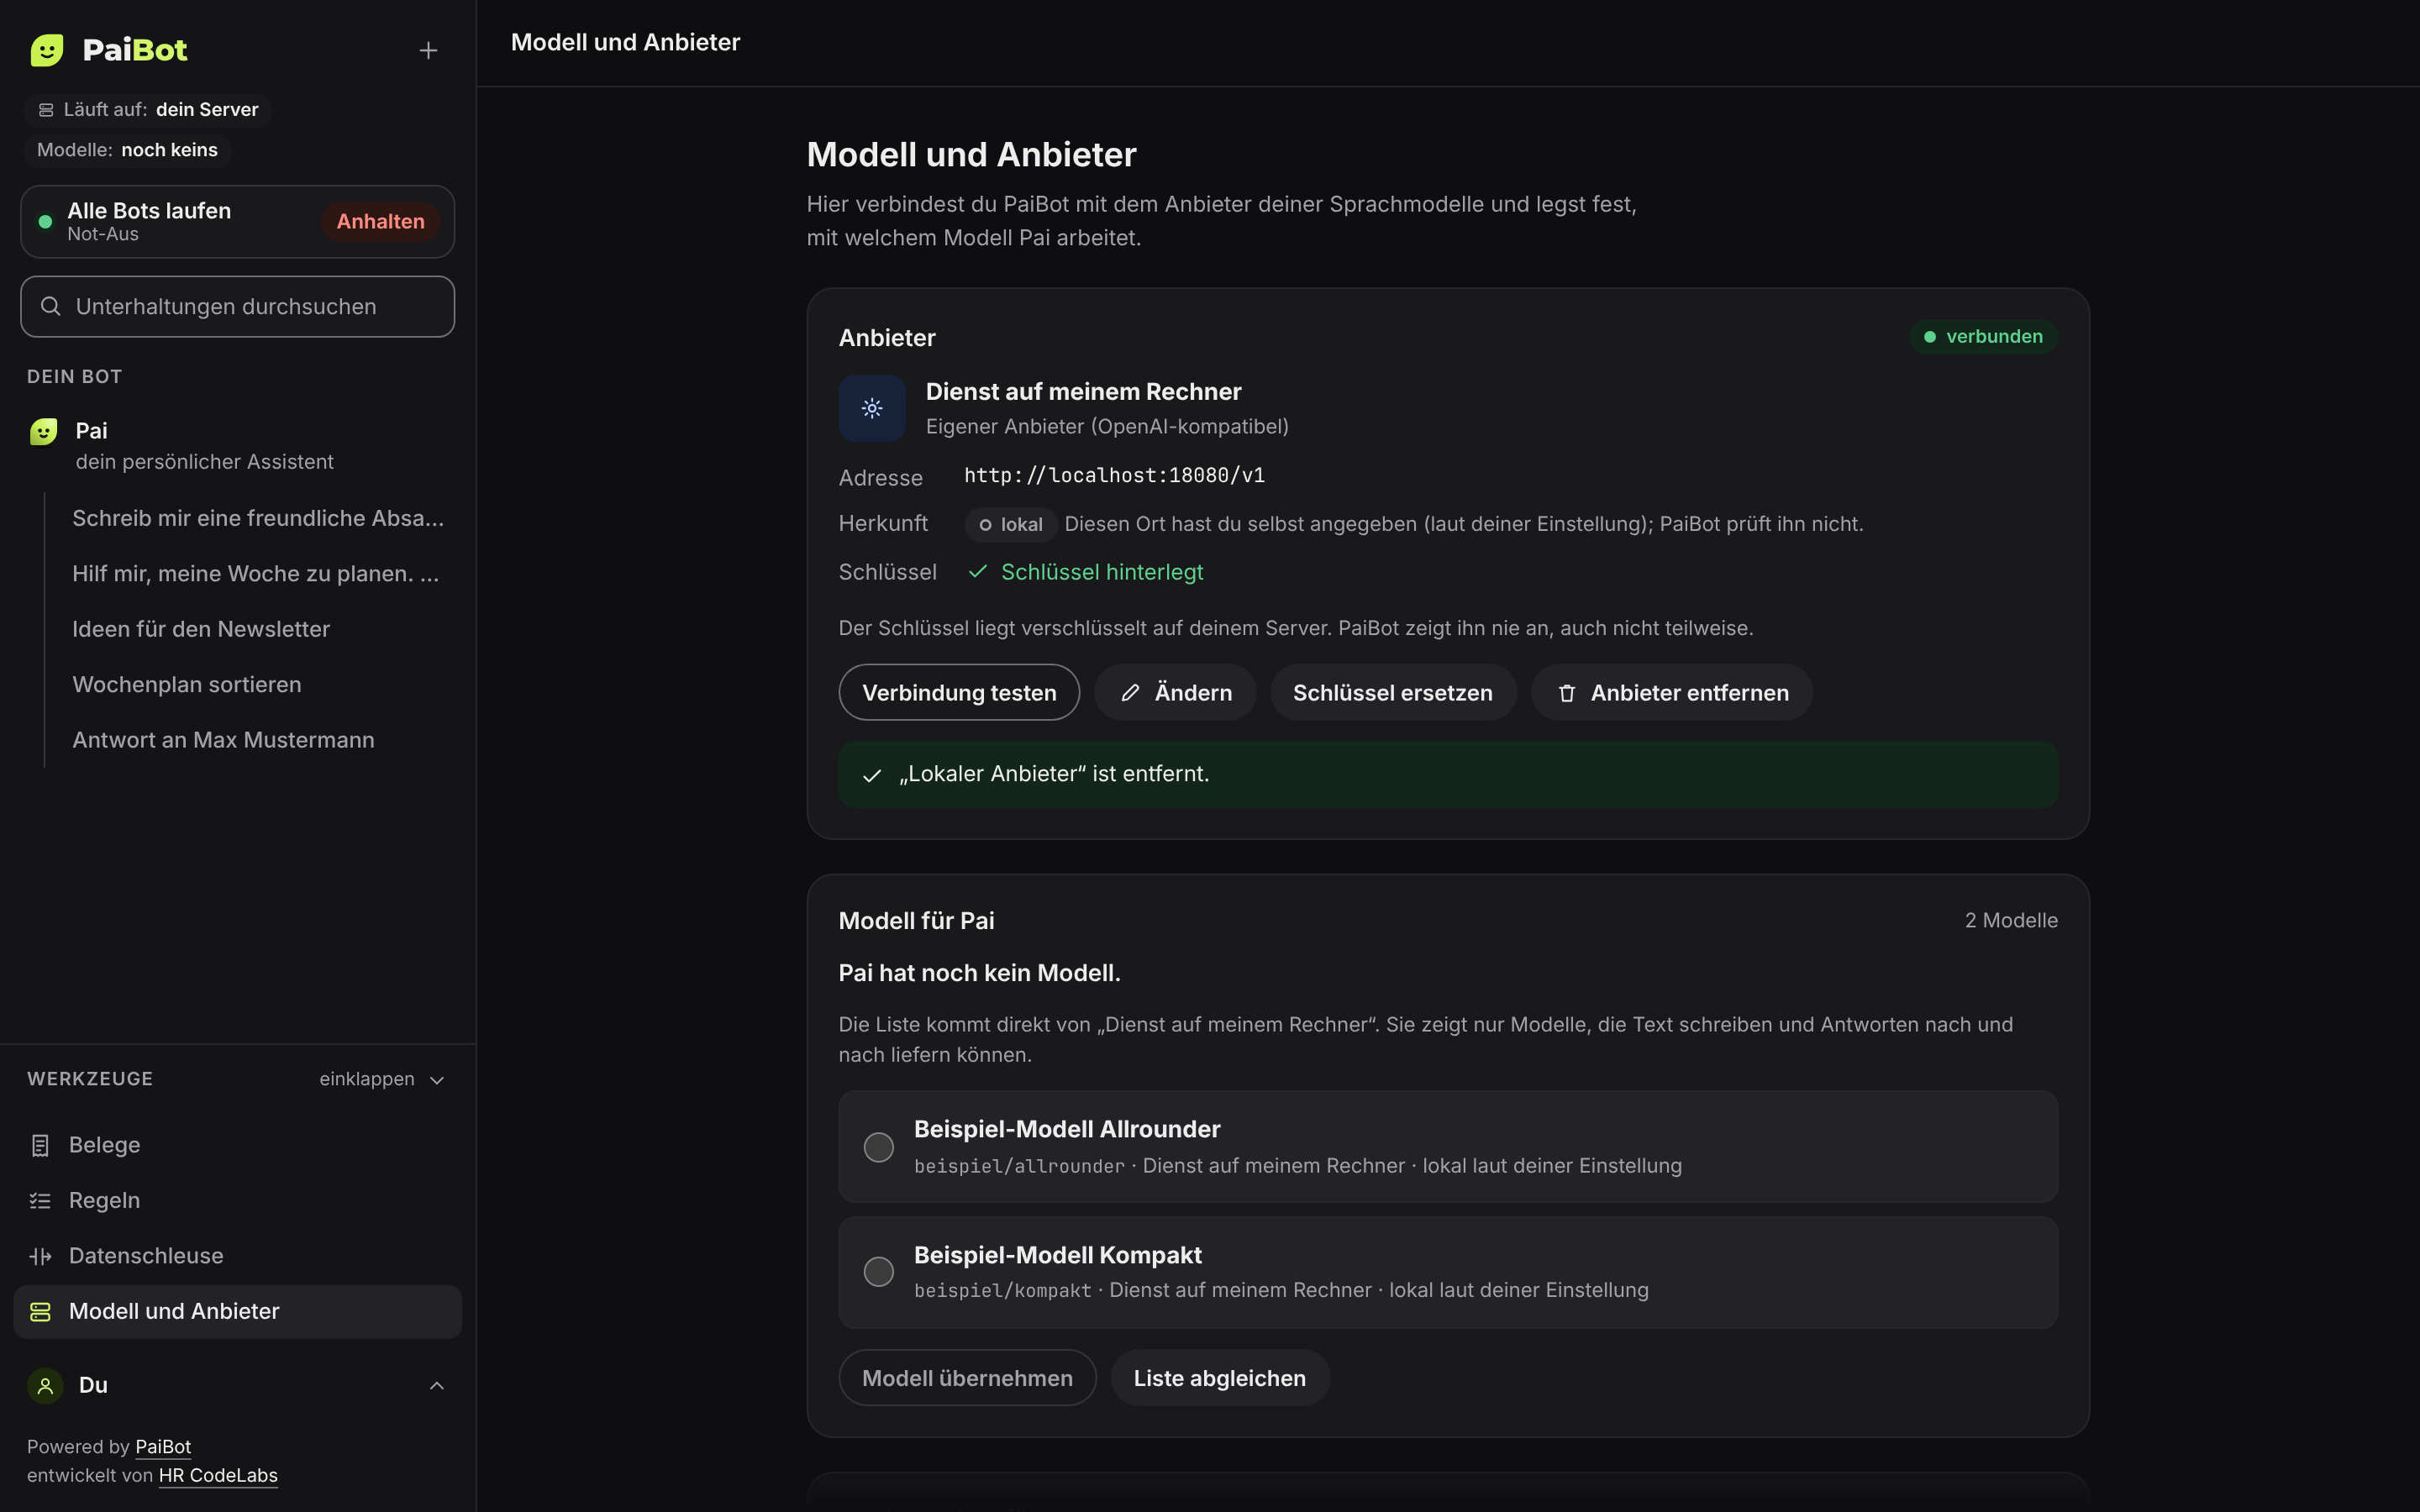 PaiBot
Läuft auf: dein Server
Modelle: noch keins
Alle Bots laufen
Not-Aus
Anhalten
Unterhaltungen durchsuchen
DEIN BOT
Pai
dein persönlicher Assistent
Schreib mir eine freundliche Absa...
Hilf mir, meine Woche zu planen. ...
Ideen für den Newsletter
Wochenplan sortieren
Antwort an Max Mustermann
WERKZEUGE
einklappen
Belege
Regeln
Datenschleuse
Modell und Anbieter
Du
Powered by PaiBot
entwickelt von HR CodeLabs
Modell und Anbieter
Modell und Anbieter
Hier verbindest du PaiBot mit dem Anbieter deiner Sprachmodelle und legst fest,
mit welchem Modell Pai arbeitet.
Anbieter
verbunden
Dienst auf meinem Rechner
Eigener Anbieter (OpenAI-kompatibel)
Adresse http://localhost:18080/v1
Herkunft lokal Diesen Ort hast du selbst angegeben (laut deiner Einstellung); PaiBot prüft ihn nicht.
Schlüssel Schlüssel hinterlegt
Der Schlüssel liegt verschlüsselt auf deinem Server. PaiBot zeigt ihn nie an, auch nicht teilweise.
Verbindung testen Ändern Schlüssel ersetzen Anbieter entfernen
„Lokaler Anbieter“ ist entfernt.
Modell für Pai
2 Modelle
Pai hat noch kein Modell.
Die Liste kommt direkt von „Dienst auf meinem Rechner“. Sie zeigt nur Modelle, die Text schreiben und Antworten nach und
nach liefern können.
Beispiel-Modell Allrounder
beispiel/allrounder · Dienst auf meinem Rechner · lokal laut deiner Einstellung
Beispiel-Modell Kompakt
beispiel/kompakt · Dienst auf meinem Rechner · lokal laut deiner Einstellung
Modell übernehmen Liste abgleichen